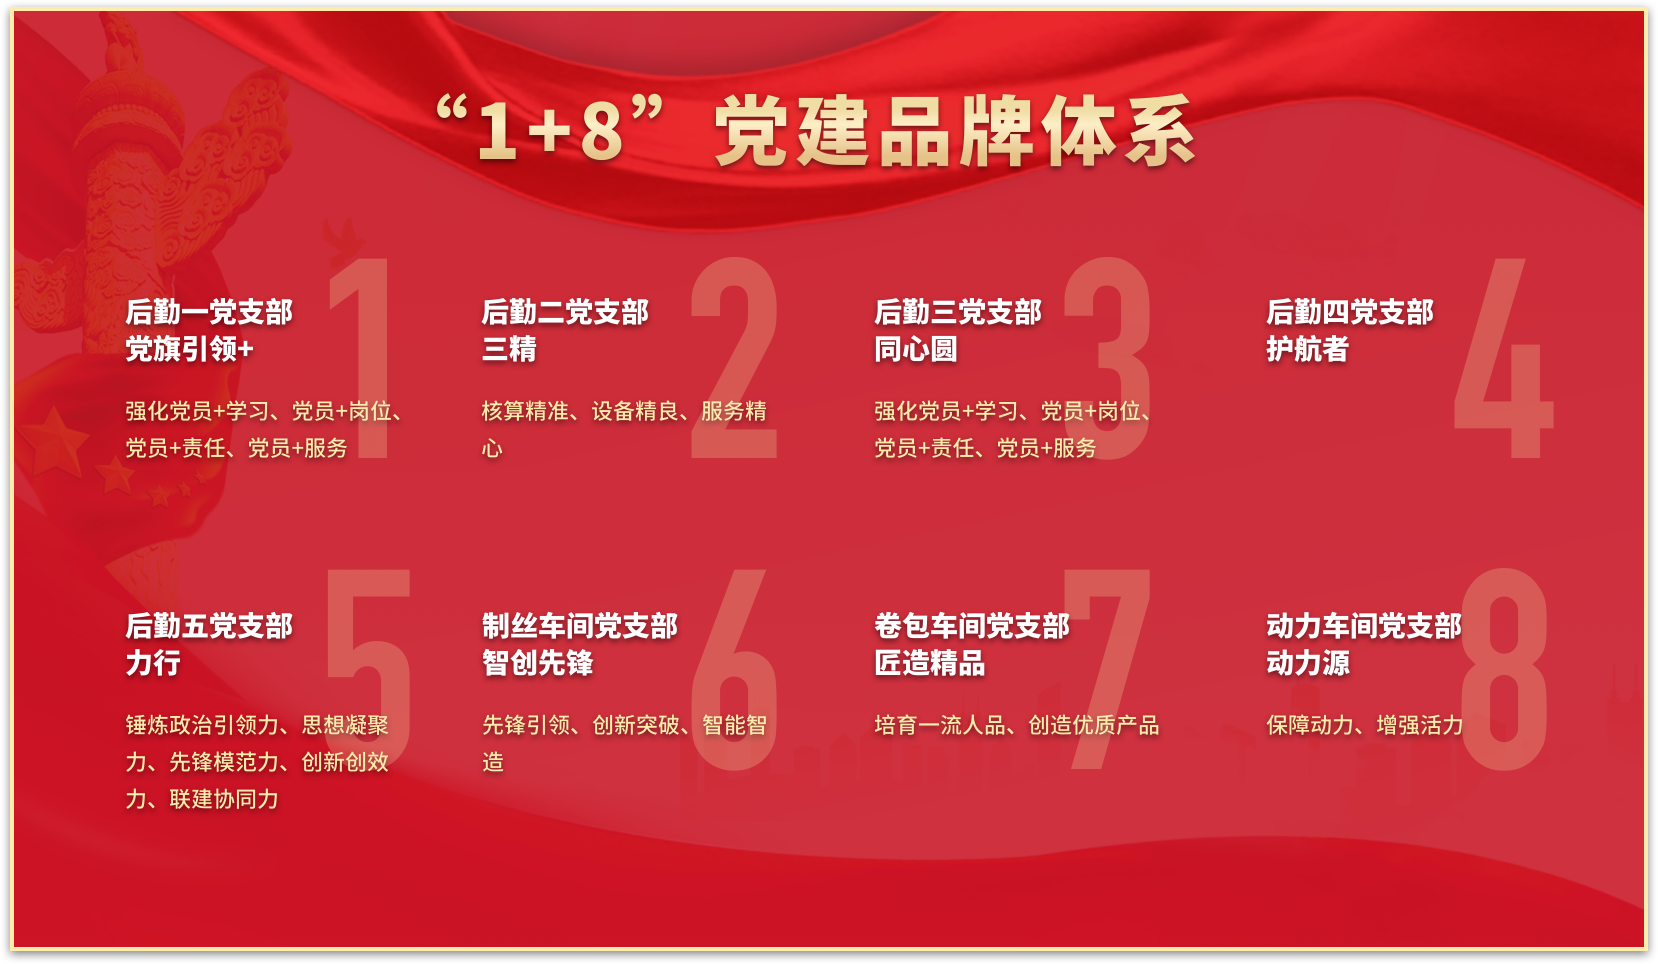 “1+8”党建品牌体系
1
后勤一党支部
党旗引领+
强化党员+学习、党员+岗位、
党员+责任、党员+服务
2
后勤二党支部
三精
核算精准、设备精良、服务精
心
3
后勤三党支部
同心圆
强化党员+学习、党员+岗位、
党员+责任、党员+服务
4
后勤四党支部
护航者
5
后勤五党支部
力行
锤炼政治引领力、思想凝聚
力、先锋模范力、创新创效
力、联建协同力
6
制丝车间党支部
智创先锋
先锋引领、创新突破、智能智
造
7
卷包车间党支部
匠造精品
培育一流人品、创造优质产品
8
动力车间党支部
动力源
保障动力、增强活力